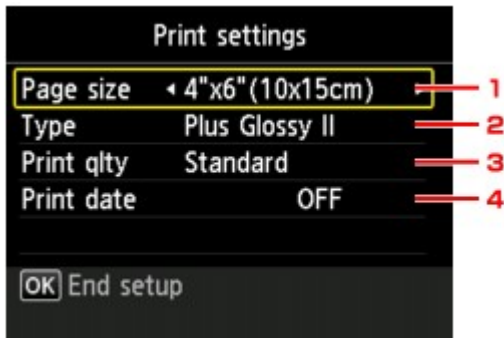 Print settings
Page size 4"x6"(10x15cm) 1
Type Plus Glossy II 2
Print qlty Standard 3
Print date OFF 4
OK End setup